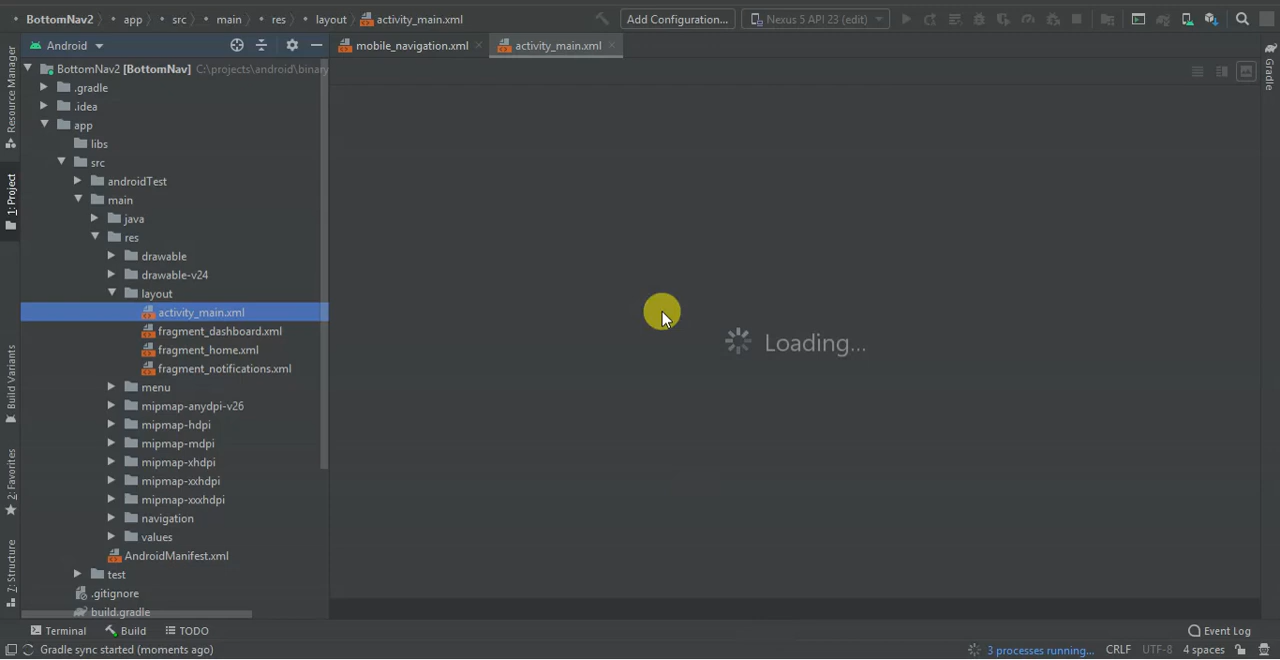 BottomNav2 app src main res layout activity_main.xml Add Configuration... Nexus 5 API 23 (edit)
Android mobile_navigation.xml activity_main.xml
Resource Manager
1: Project
Build Variants
2: Favorites
7: Structure
Gradle
BottomNav2 [BottomNav] C:\projects\android\binary
.gradle
.idea
app
libs
src
androidTest
main
java
res
drawable
drawable-v24
layout
activity_main.xml
fragment_dashboard.xml
fragment_home.xml
fragment_notifications.xml
menu
mipmap-anydpi-v26
mipmap-hdpi
mipmap-mdpi
mipmap-xhdpi
mipmap-xxhdpi
mipmap-xxxhdpi
navigation
values
AndroidManifest.xml
test
.gitignore
build.gradle
Loading...
Terminal Build TODO Event Log
Gradle sync started (moments ago) 3 processes running... CRLF UTF-8 4 spaces